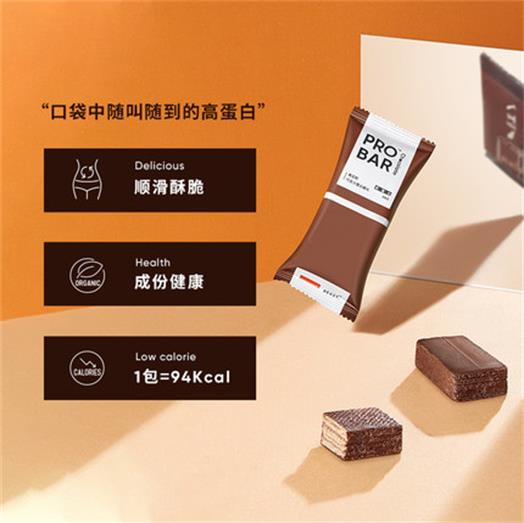 “口袋中随叫随到的高蛋白”
Delicious
顺滑酥脆
ORGANIC
Health
成份健康
CALORIES
Low calorie
1包=94Kcal
PRO
BAR
Chocolate